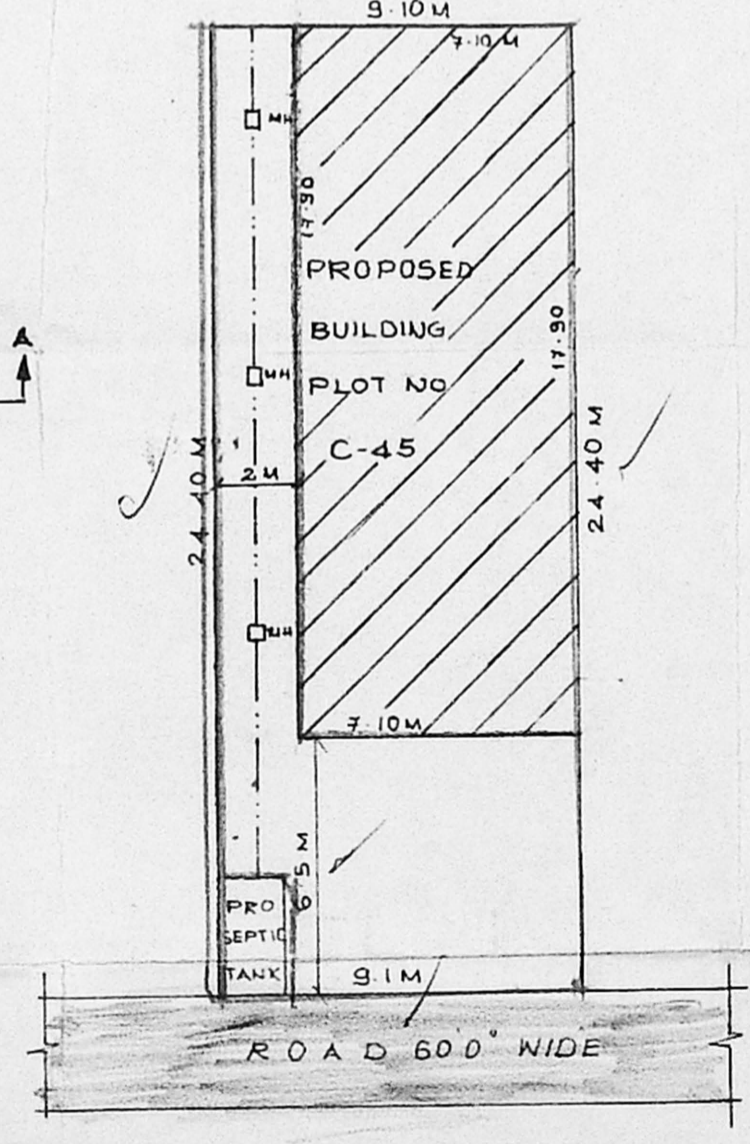 9.10 M
7.10 M
MH
17.90
PROPOSED
BUILDING
17.90
A
MH
PLOT NO
C-45
24.40 M
2 M
24.40 M
MH
7.10 M
6.5 M
PRO
SEPTIC
TANK
9.1 M
ROAD 60'0" WIDE